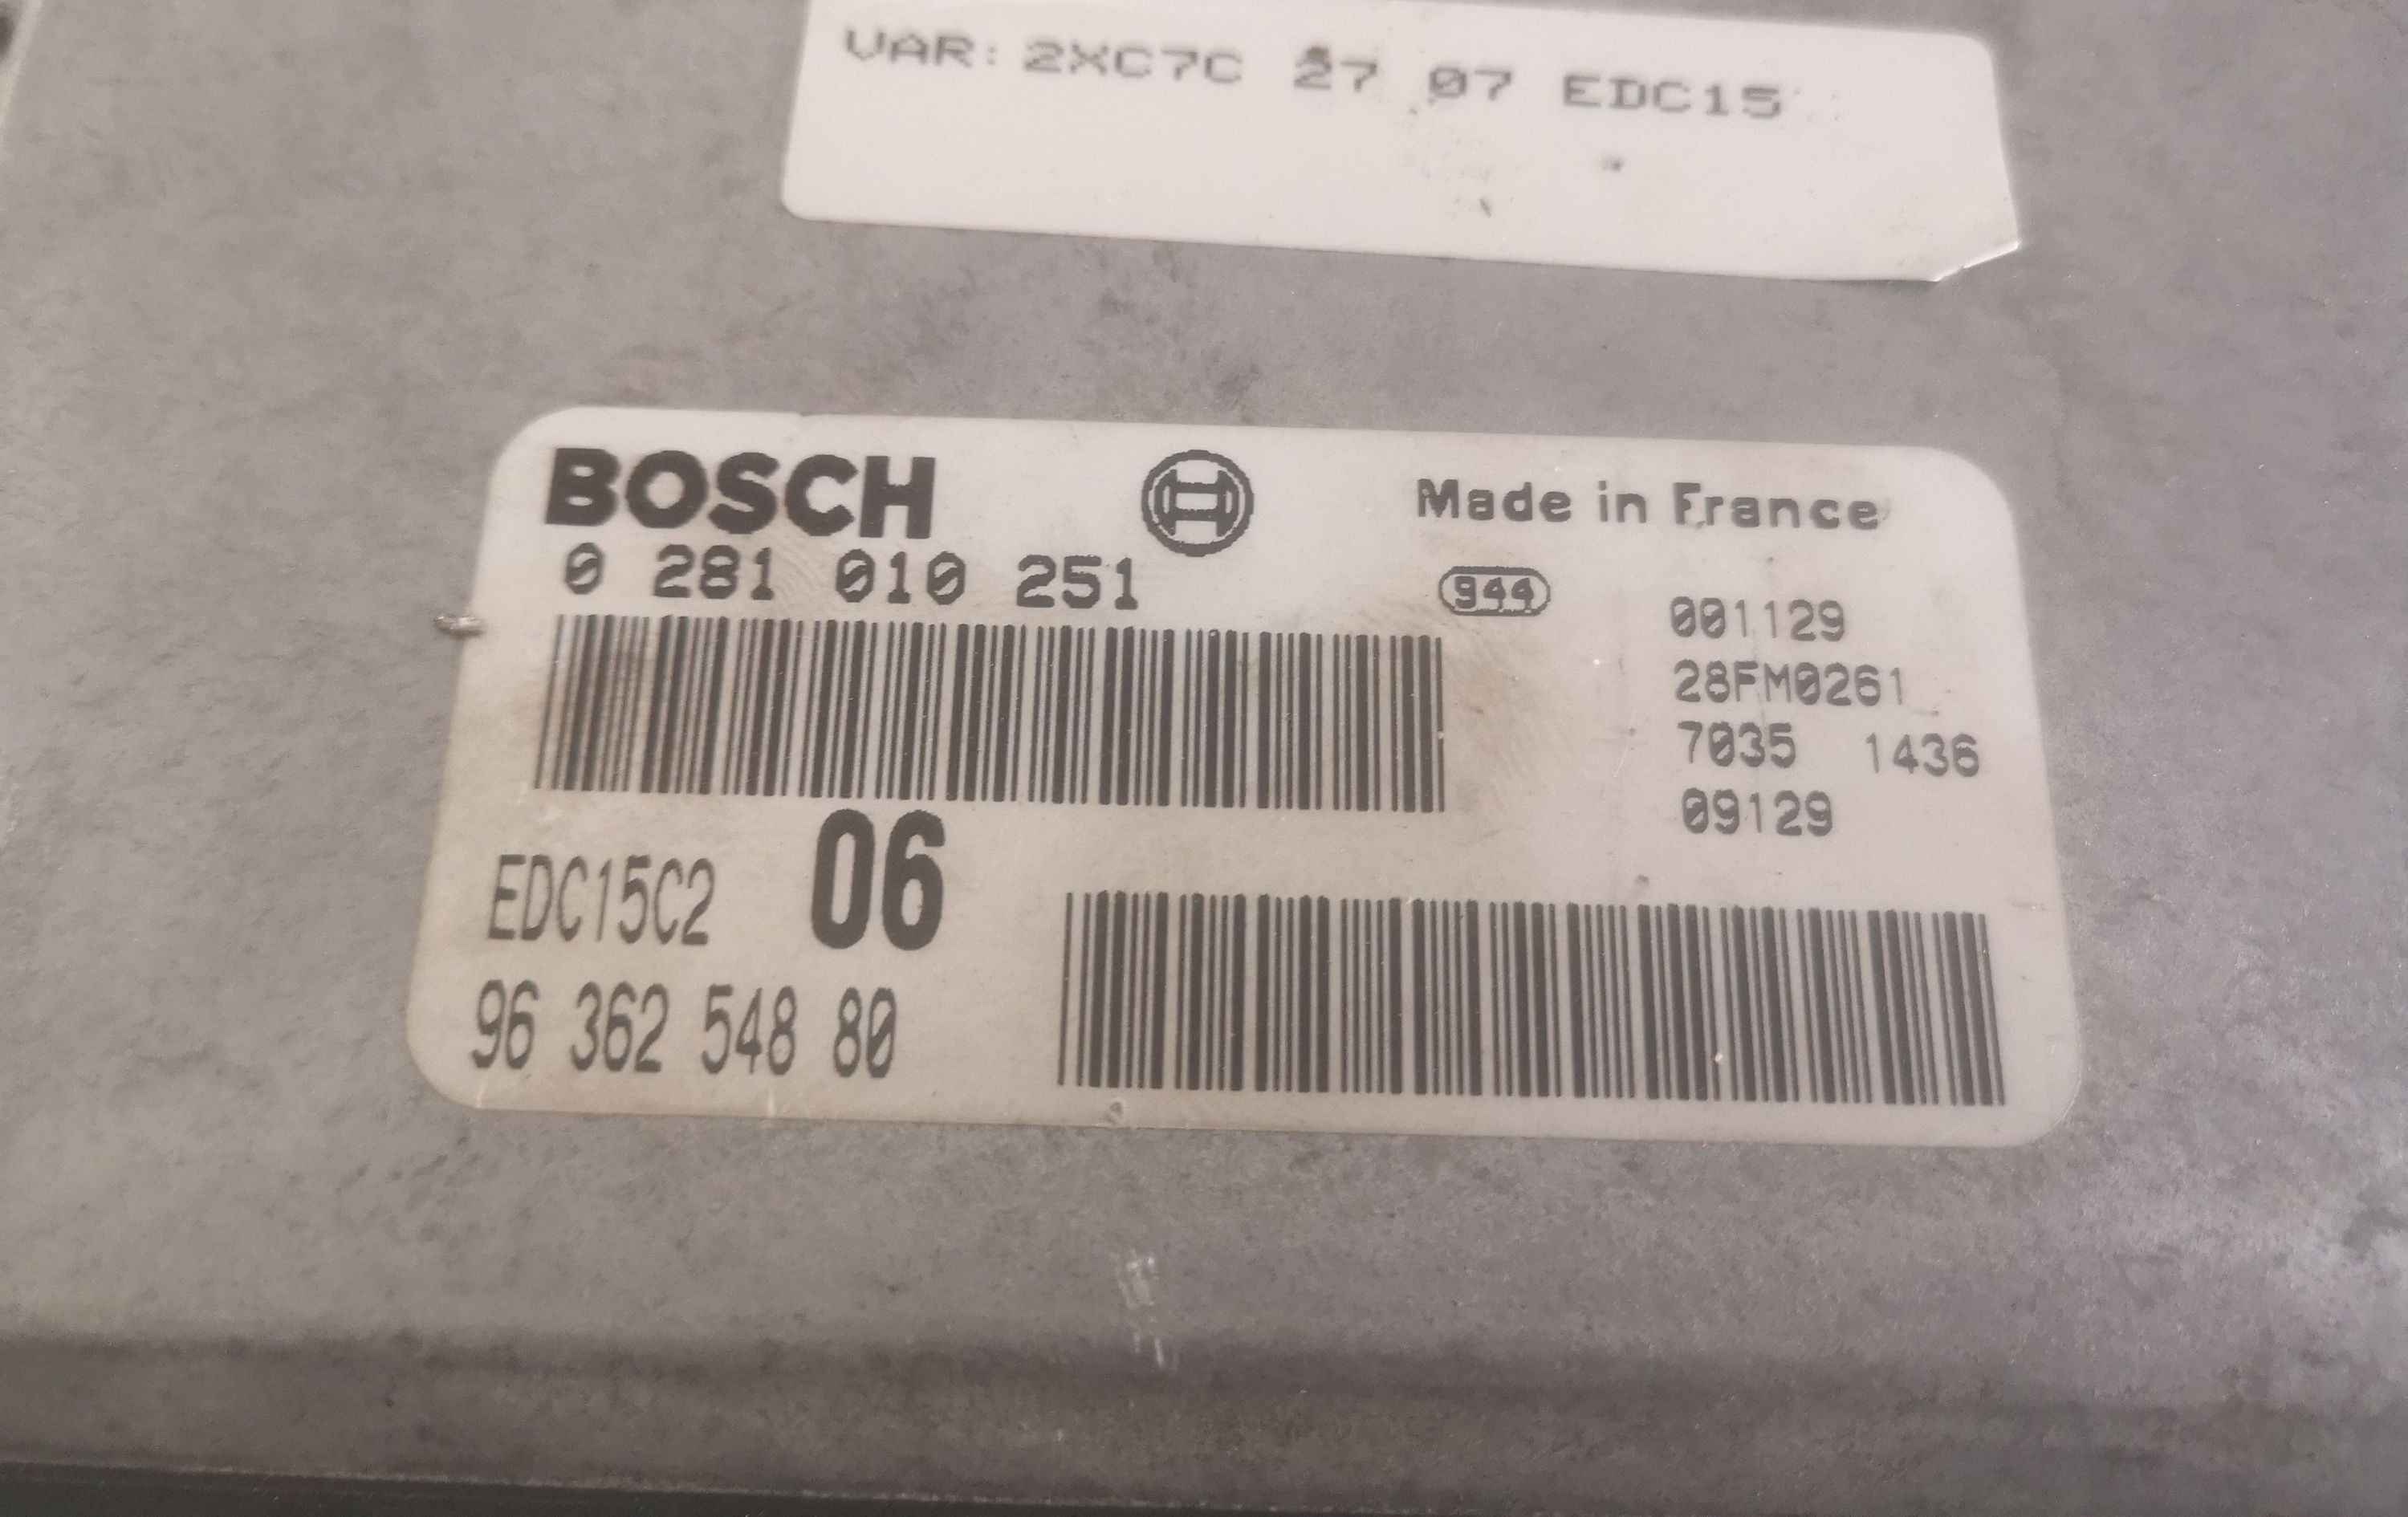 VAR: 2XC7C 27 07 EDC15
BOSCH
Made in France
0 281 010 251
944
001129
28FM0261
7035 1436
09129
EDC15C2 06
96 362 548 80